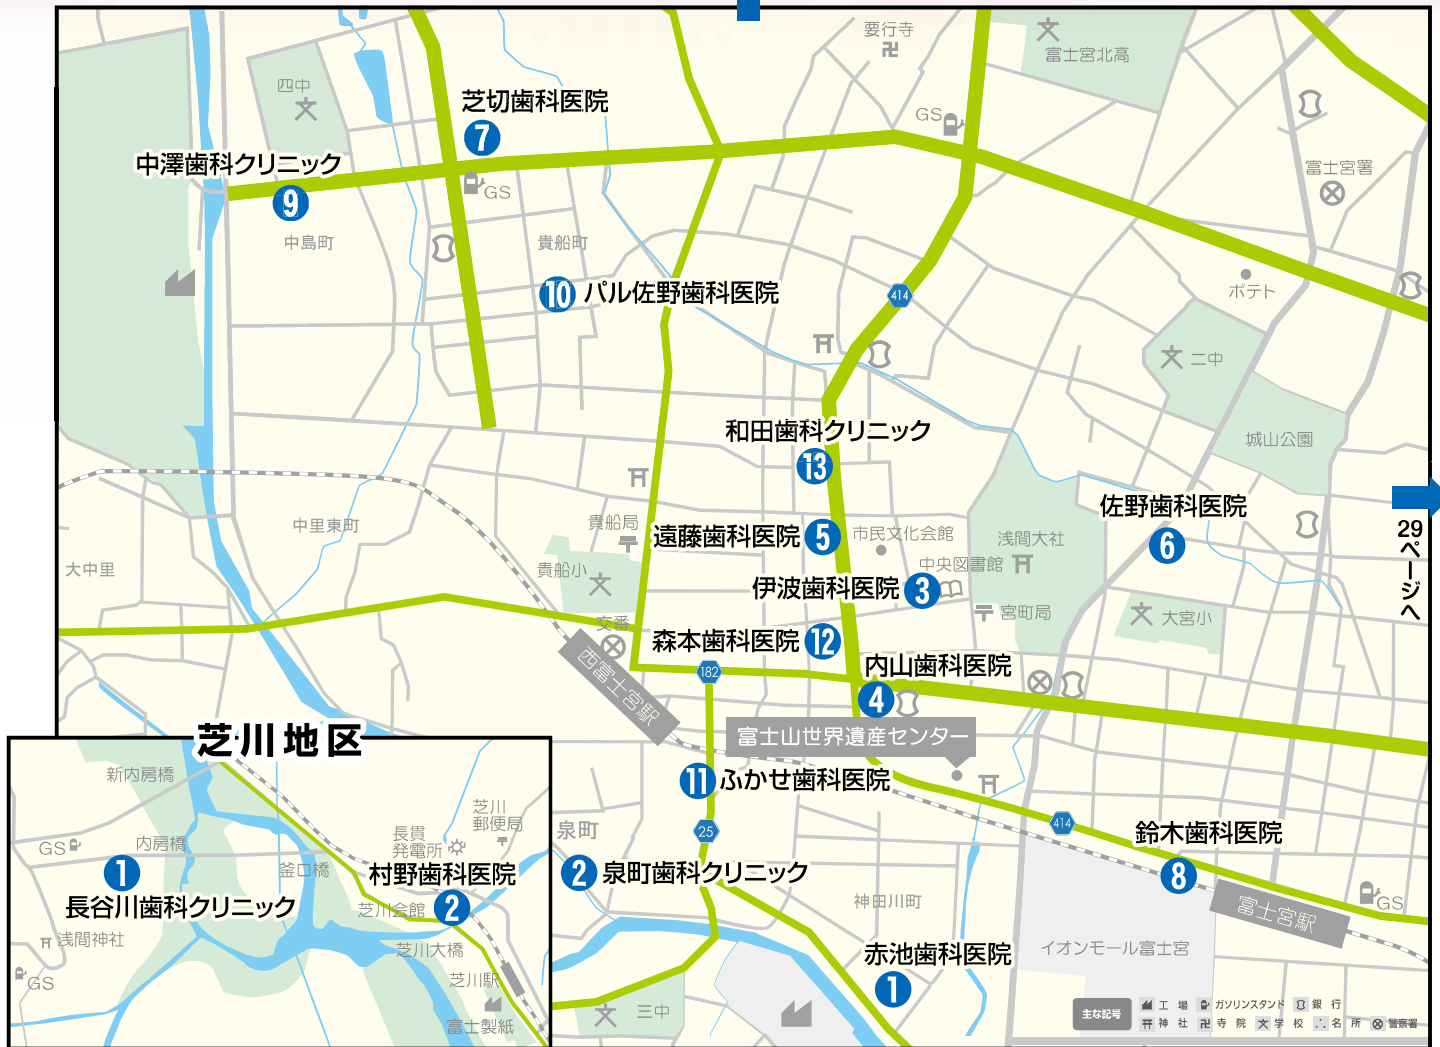 要行寺
富士宮北高
四中
芝切歯科医院
7
GS
中澤歯科クリニック
9
GS
富士宮署
中島町
貴船町
10 パル佐野歯科医院
414
ポテト
二中
和田歯科クリニック
13
城山公園
中里東町
貴船局
遠藤歯科医院 5
市民文化会館
浅間大社
佐野歯科医院
6
29ページへ
大中里
貴船小
中央図書館
伊波歯科医院 3
宮町局
大宮小
交番
森本歯科医院 12
西富士宮駅
182
内山歯科医院
4
富士山世界遺産センター
11 ふかせ歯科医院
25
414
鈴木歯科医院
8
泉町
2 泉町歯科クリニック
神田川町
GS
富士宮駅
イオンモール富士宮
赤池歯科医院
1
三中
芝川地区
新内房橋
芝川
郵便局
長貫
発電所
GS
内房橋
釜口橋
村野歯科医院
2
1
長谷川歯科クリニック
芝川会館
浅間神社
芝川大橋
GS
芝川駅
富士製紙
主な記号
工場 ガソリンスタンド 銀行
神社 寺院 学校 名所 警察署